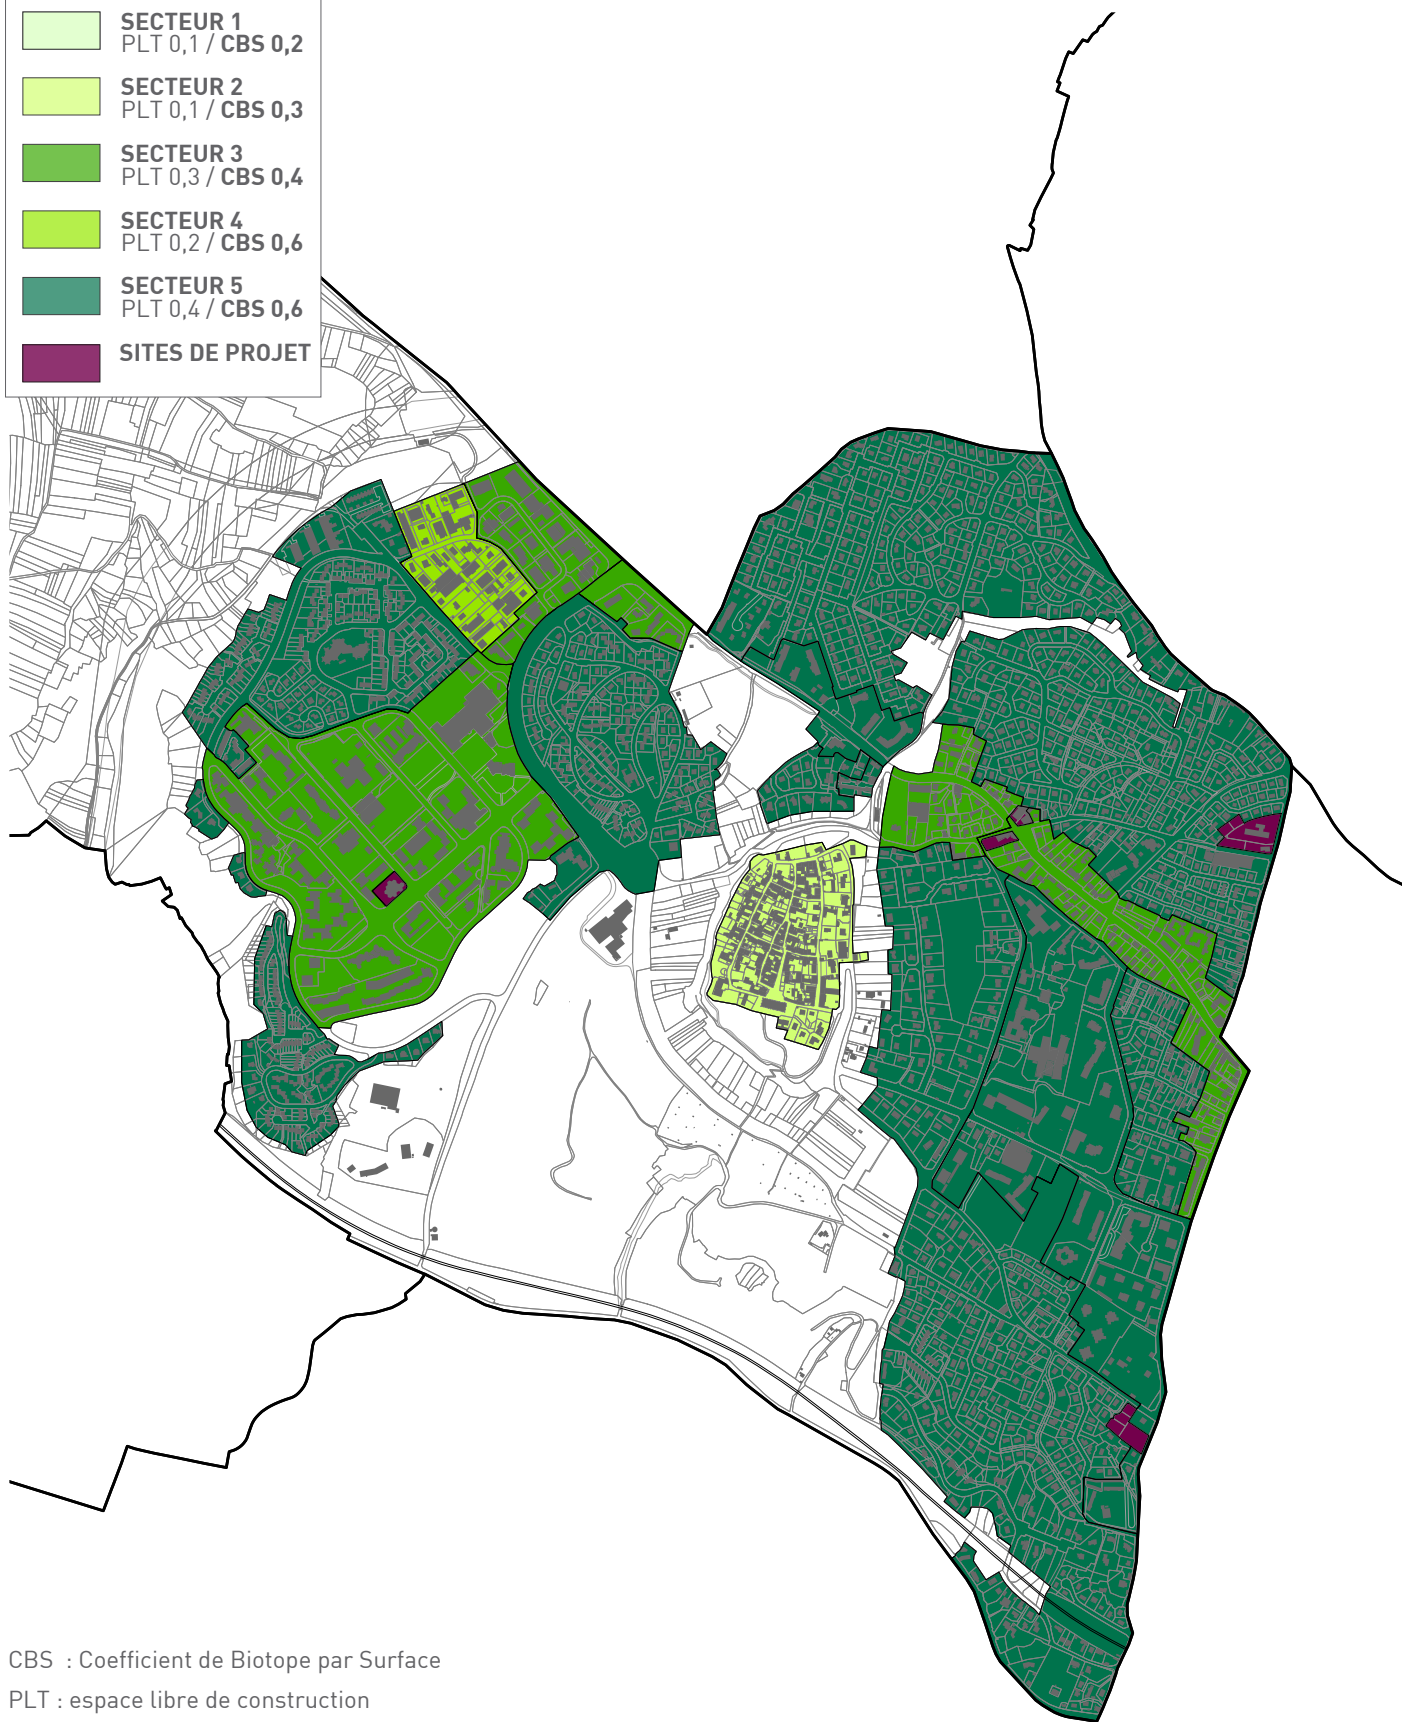 SECTEUR 1
PLT 0,1 / CBS 0,2
SECTEUR 2
PLT 0,1 / CBS 0,3
SECTEUR 3
PLT 0,3 / CBS 0,4
SECTEUR 4
PLT 0,2 / CBS 0,6
SECTEUR 5
PLT 0,4 / CBS 0,6
SITES DE PROJET
CBS : Coefficient de Biotope par Surface
PLT : espace libre de construction